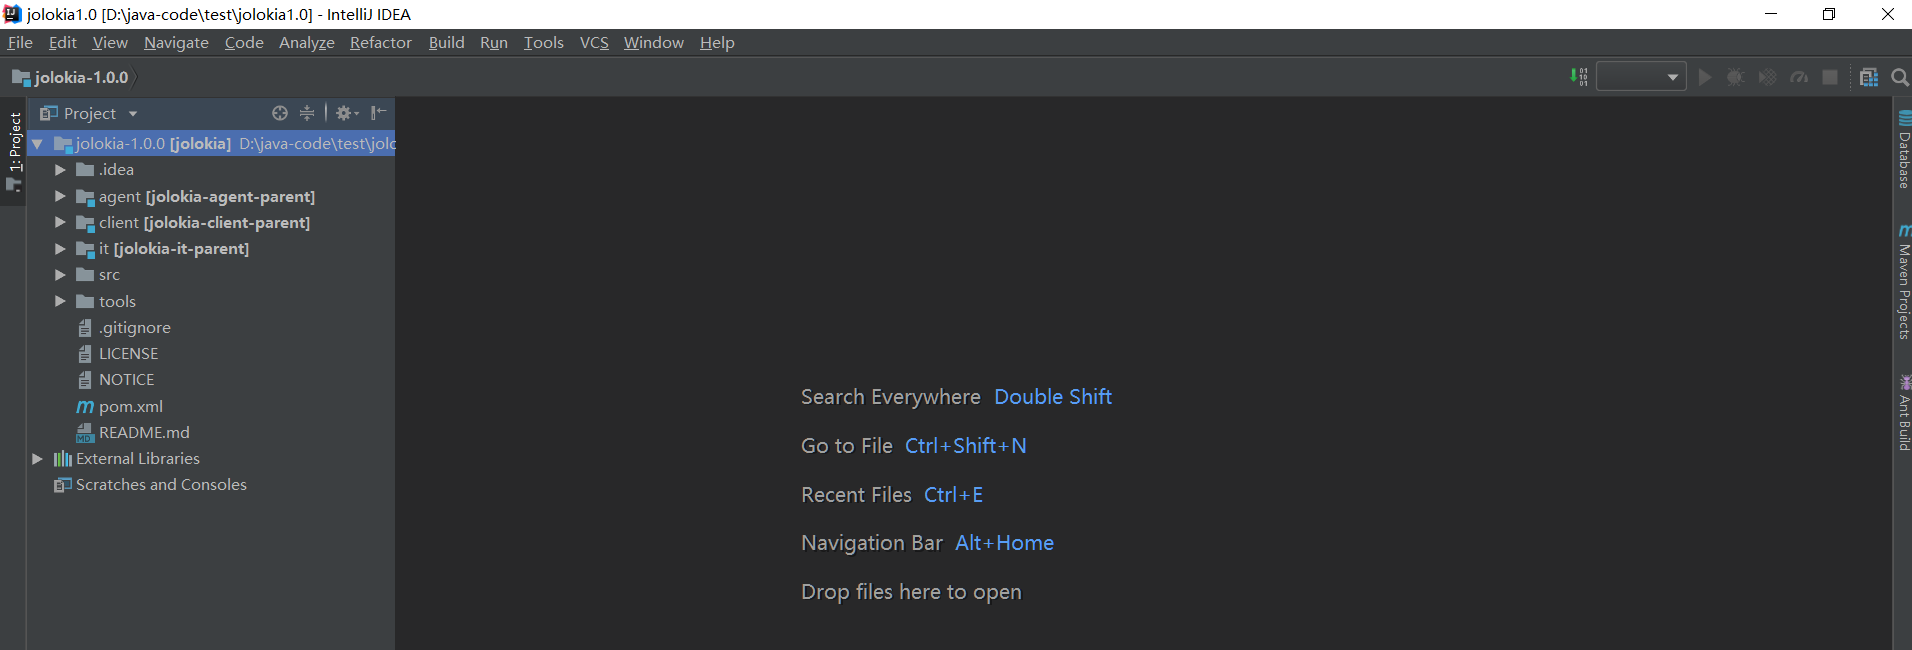 jolokia1.0 [D:\java-code\test\jolokia1.0] - IntelliJ IDEA
File Edit View Navigate Code Analyze Refactor Build Run Tools VCS Window Help
jolokia-1.0.0
Project
1: Project
jolokia-1.0.0 [jolokia] D:\java-code\test\jolo
.idea
agent [jolokia-agent-parent]
client [jolokia-client-parent]
it [jolokia-it-parent]
src
tools
.gitignore
LICENSE
NOTICE
pom.xml
README.md
External Libraries
Scratches and Consoles
Search Everywhere Double Shift
Go to File Ctrl+Shift+N
Recent Files Ctrl+E
Navigation Bar Alt+Home
Drop files here to open
Database
Maven Projects
Ant Build